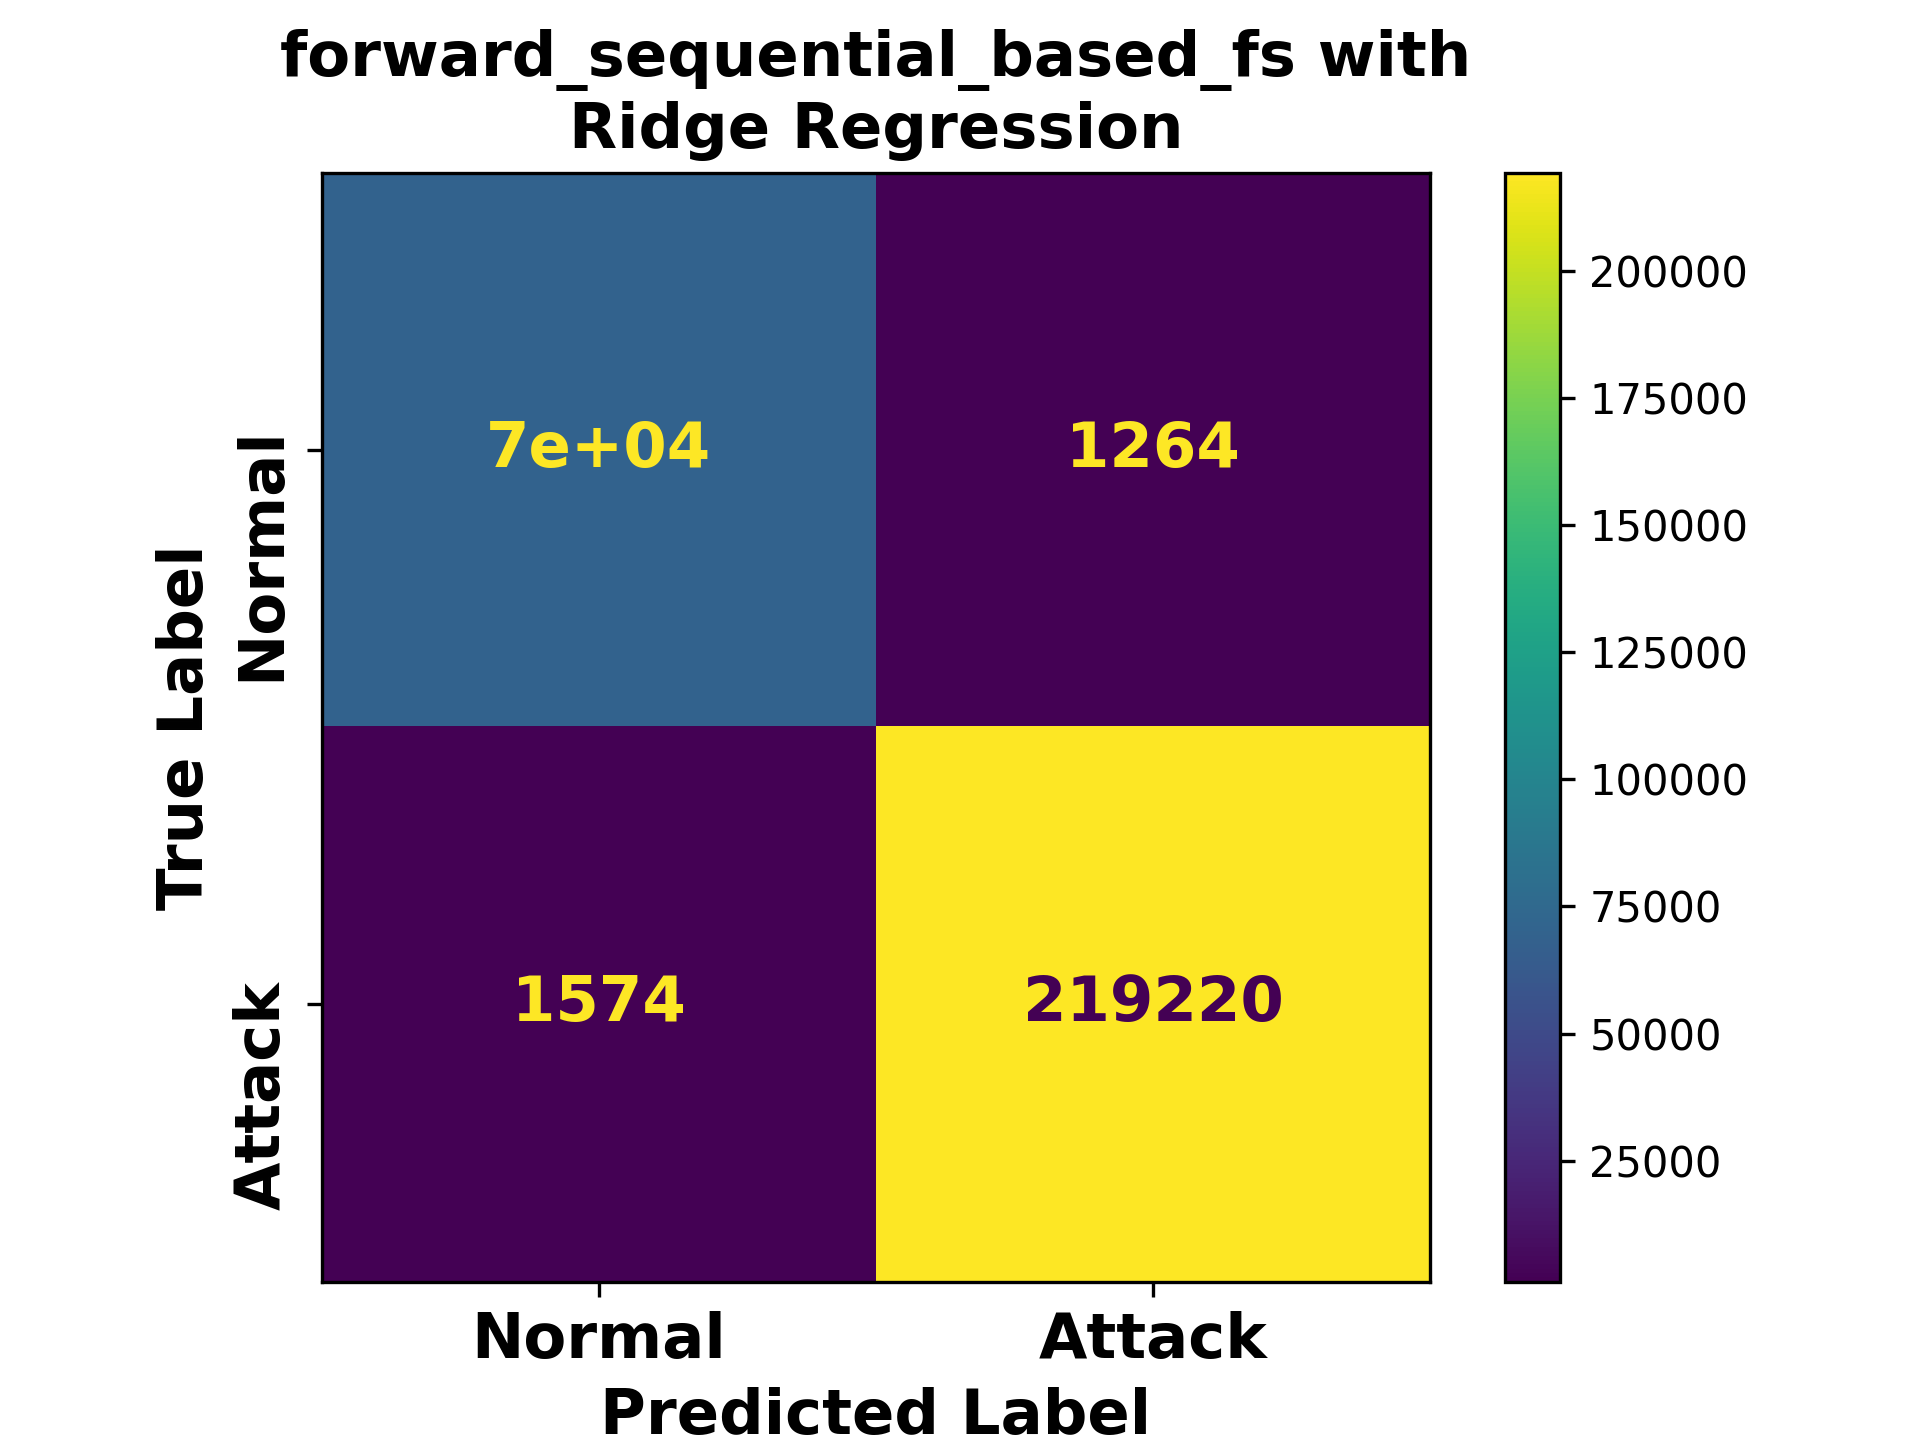 forward_sequential_based_fs with
Ridge Regression
True Label
Normal
Attack
7e+04
1264
1574
219220
Normal
Attack
Predicted Label
200000
175000
150000
125000
100000
75000
50000
25000